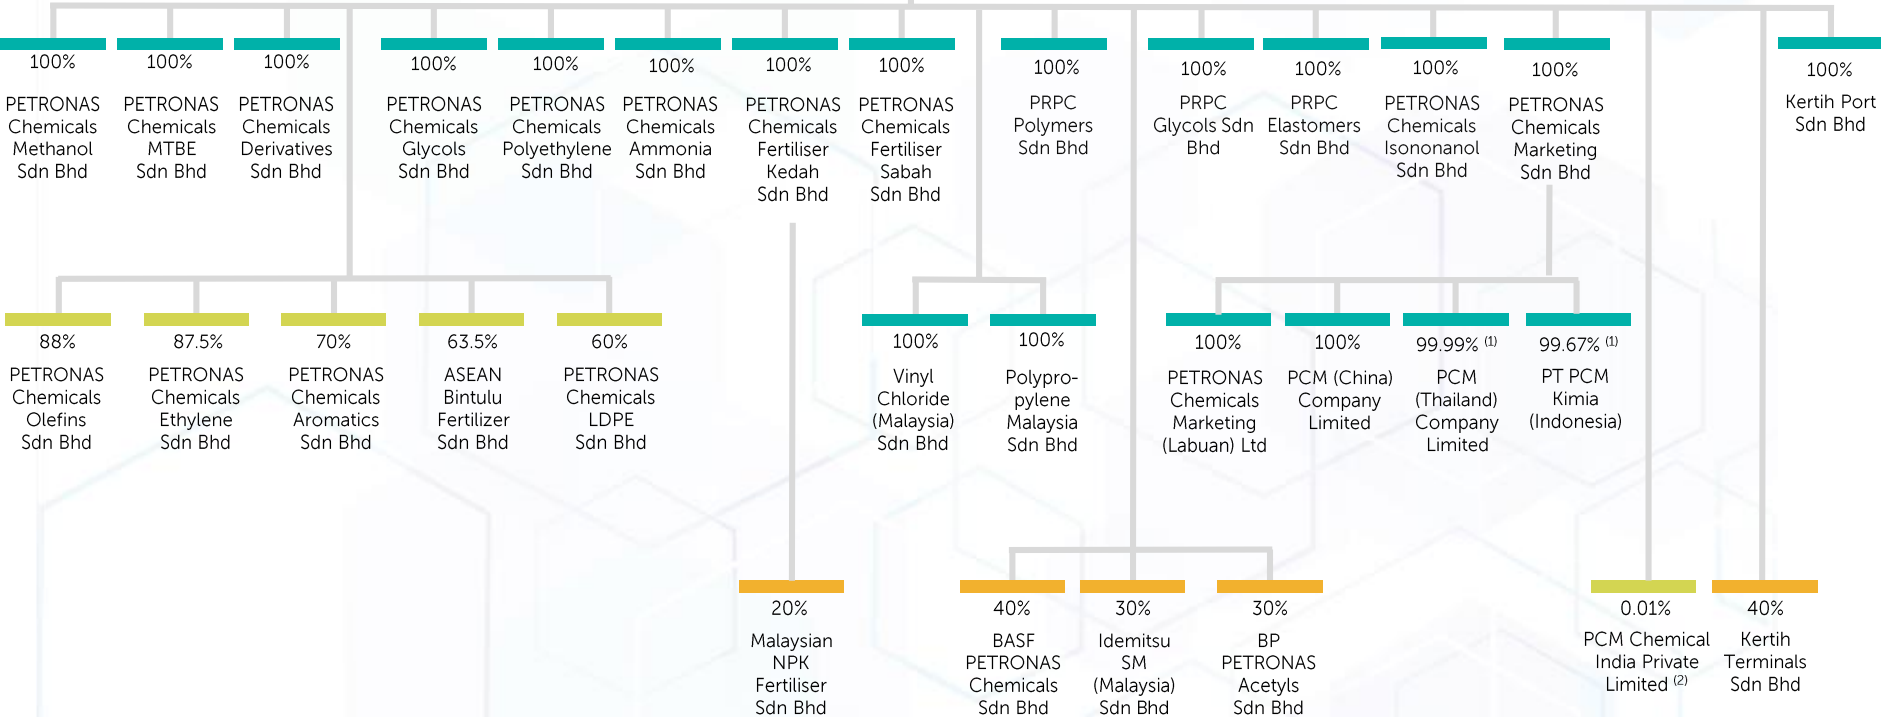 100%
PETRONAS
Chemicals
Methanol
Sdn Bhd
100%
PETRONAS
Chemicals
MTBE
Sdn Bhd
100%
PETRONAS
Chemicals
Derivatives
Sdn Bhd
100%
PETRONAS
Chemicals
Glycols
Sdn Bhd
100%
PETRONAS
Chemicals
Polyethylene
Sdn Bhd
100%
PETRONAS
Chemicals
Ammonia
Sdn Bhd
100%
PETRONAS
Chemicals
Fertiliser
Kedah
Sdn Bhd
100%
PETRONAS
Chemicals
Fertiliser
Sabah
Sdn Bhd
100%
PRPC
Polymers
Sdn Bhd
100%
PRPC
Glycols Sdn
Bhd
100%
PRPC
Elastomers
Sdn Bhd
100%
PETRONAS
Chemicals
Isononanol
Sdn Bhd
100%
PETRONAS
Chemicals
Marketing
Sdn Bhd
100%
Kertih Port
Sdn Bhd
88%
PETRONAS
Chemicals
Olefins
Sdn Bhd
87.5%
PETRONAS
Chemicals
Ethylene
Sdn Bhd
70%
PETRONAS
Chemicals
Aromatics
Sdn Bhd
63.5%
ASEAN
Bintulu
Fertilizer
Sdn Bhd
60%
PETRONAS
Chemicals
LDPE
Sdn Bhd
100%
Vinyl
Chloride
(Malaysia)
Sdn Bhd
100%
Polypro-
pylene
Malaysia
Sdn Bhd
100%
PETRONAS
Chemicals
Marketing
(Labuan) Ltd
100%
PCM (China)
Company
Limited
99.99% (1)
PCM
(Thailand)
Company
Limited
99.67% (1)
PT PCM
Kimia
(Indonesia)
20%
Malaysian
NPK
Fertiliser
Sdn Bhd
40%
BASF
PETRONAS
Chemicals
Sdn Bhd
30%
Idemitsu
SM
(Malaysia)
Sdn Bhd
30%
BP
PETRONAS
Acetyls
Sdn Bhd
0.01%
PCM Chemical
India Private
Limited (2)
40%
Kertih
Terminals
Sdn Bhd